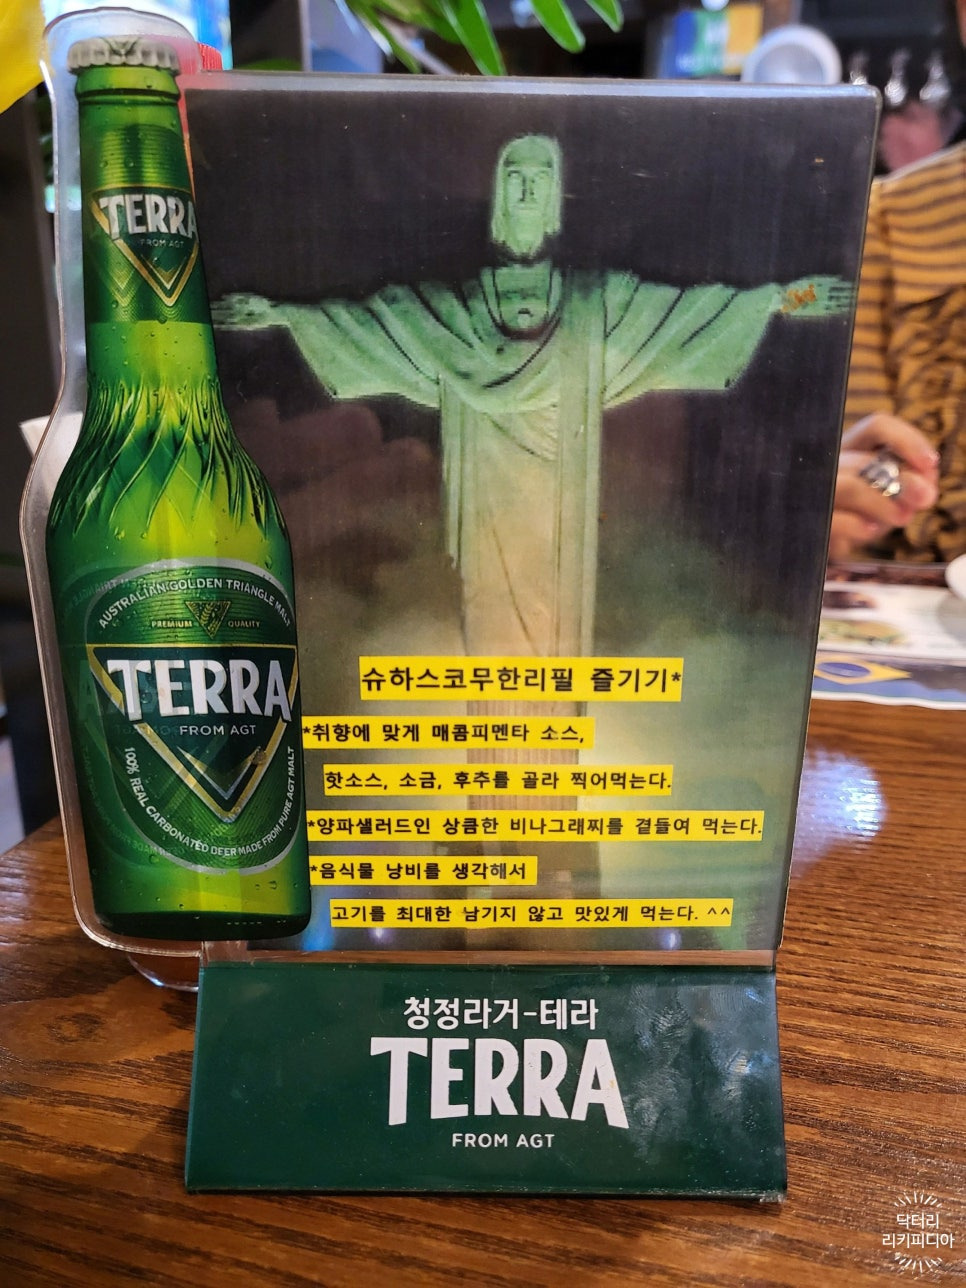 TERRA
FROM AGT
AUSTRALIAN GOLDEN TRIANGLE MALT
PREMIUM QUALITY
TERRA
FROM AGT
100% REAL CARBONATED BEER MADE FROM PURE AGT MALT
슈하스코무한리필 즐기기*
*취향에 맞게 매콤피멘타 소스,
핫소스, 소금, 후추를 골라 찍어먹는다.
*양파샐러드인 상큼한 비나그래찌를 곁들여 먹는다.
*음식물 낭비를 생각해서
고기를 최대한 남기지 않고 맛있게 먹는다. ^^
청정라거-테라
TERRA
FROM AGT
닥터리
리키피디아